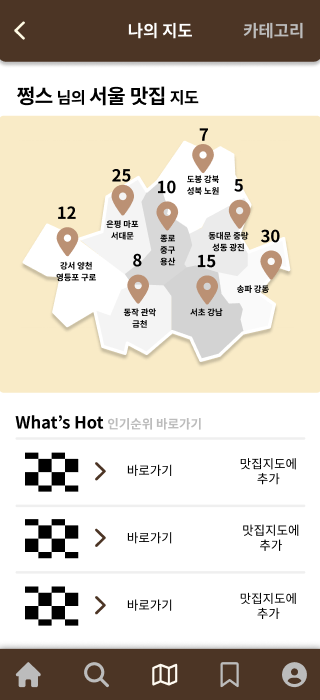 나의 지도 카테고리
쩡스 님의 서울 맛집 지도
7
도봉 강북
성북 노원
25
은평 마포
서대문
10
종로
중구
용산
5
동대문 중랑
성동 광진
12
강서 양천
영등포 구로
30
송파 강동
8
동작 관악
금천
15
서초 강남
What's Hot 인기순위 바로가기
바로가기
맛집지도에
추가
바로가기
맛집지도에
추가
바로가기
맛집지도에
추가